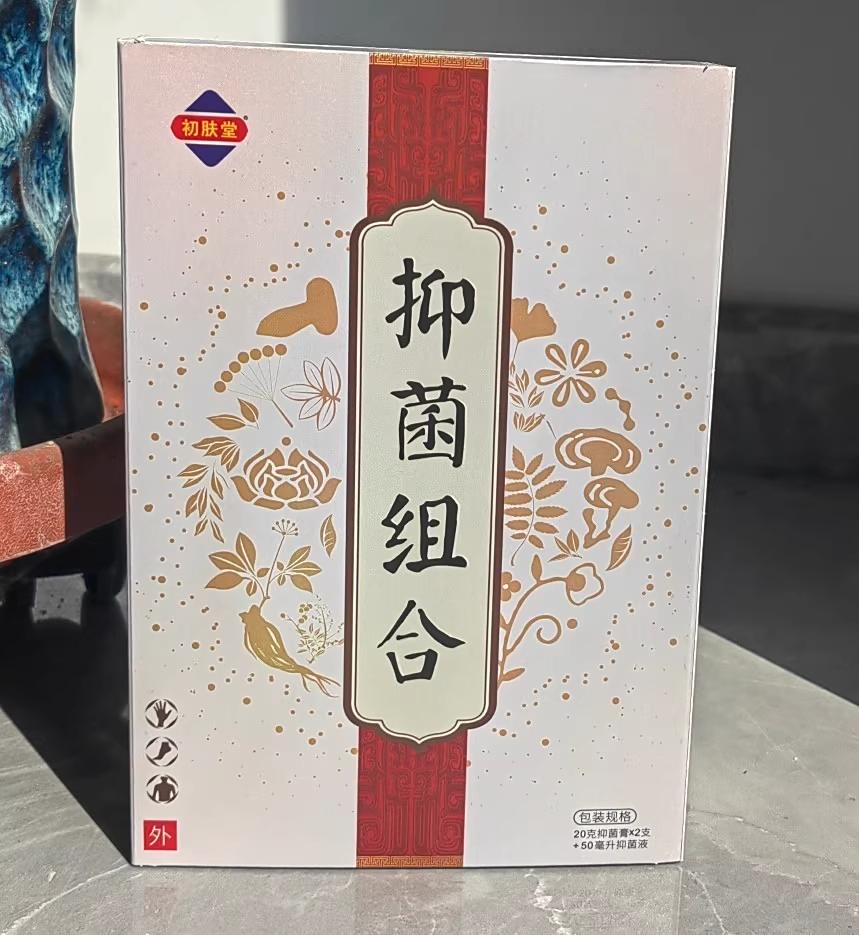 初肤堂
抑菌组合
外
包装规格
20克抑菌膏×2支
+50毫升抑菌液